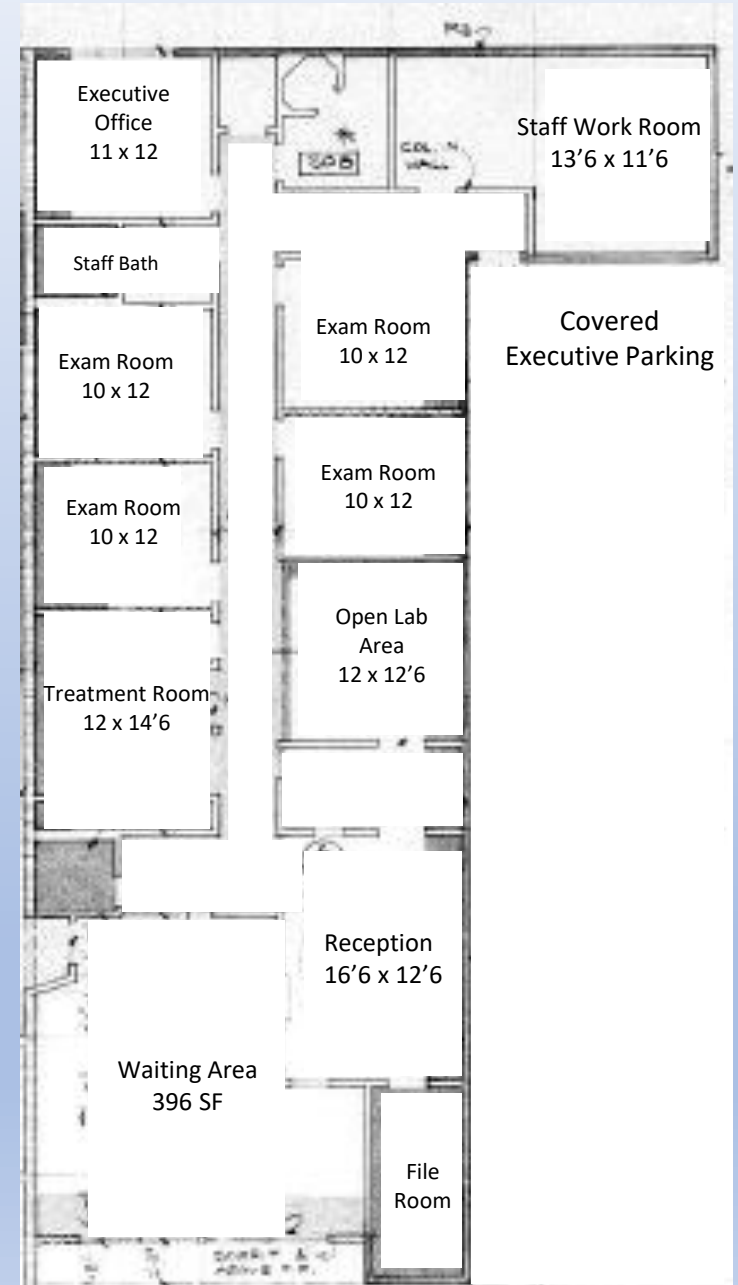 Executive
Office
11 x 12
Staff Work Room
13'6 x 11'6
COL. N.
WALL
Staff Bath
Exam Room
10 x 12
Covered
Executive Parking
Exam Room
10 x 12
Exam Room
10 x 12
Exam Room
10 x 12
Open Lab
Area
12 x 12'6
Treatment Room
12 x 14'6
Reception
16'6 x 12'6
Waiting Area
396 SF
File
Room